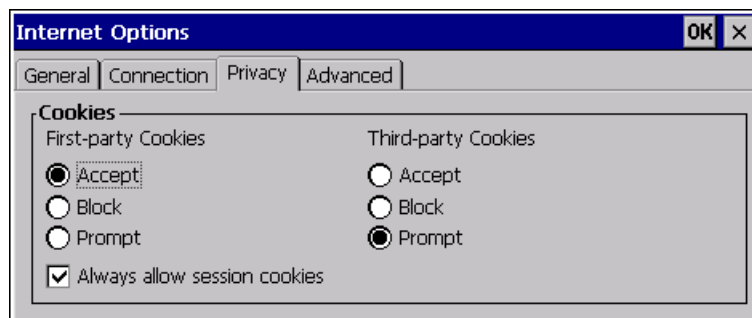 Internet Options OK ×
General Connection Privacy Advanced
Cookies
First-party Cookies Third-party Cookies
Accept Accept
Block Block
Prompt Prompt
Always allow session cookies